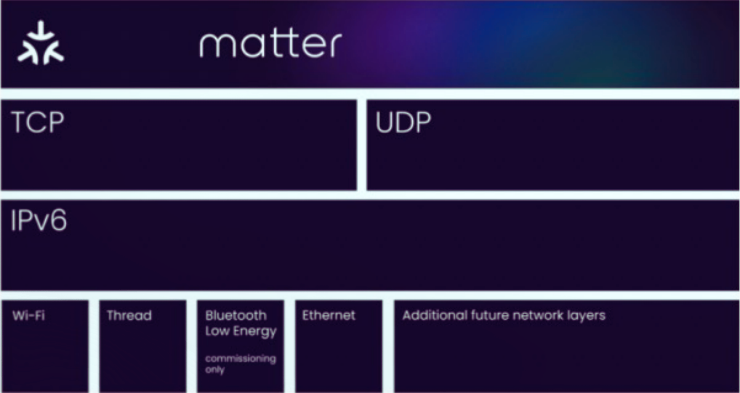 matter
TCP
UDP
IPv6
Wi-Fi
Thread
Bluetooth
Low Energy
commissioning
only
Ethernet
Additional future network layers